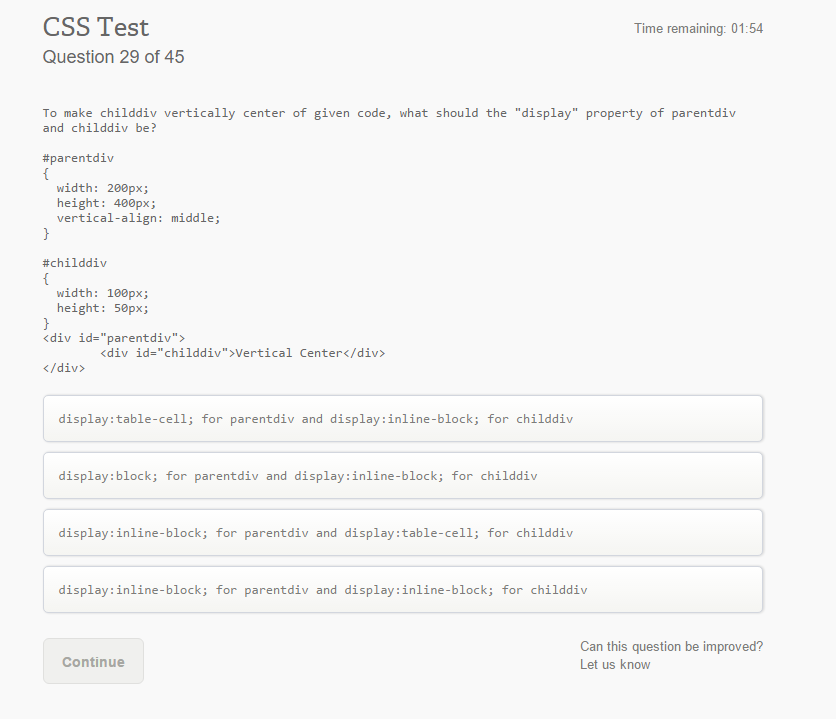 CSS Test
Time remaining: 01:54
Question 29 of 45
To make childdiv vertically center of given code, what should the "display" property of parentdiv
and childdiv be?
#parentdiv
{
width: 200px;
height: 400px;
vertical-align: middle;
}
#childdiv
{
width: 100px;
height: 50px;
}
<div id="parentdiv">
<div id="childdiv">Vertical Center</div>
</div>
display:table-cell; for parentdiv and display:inline-block; for childdiv
display:block; for parentdiv and display:inline-block; for childdiv
display:inline-block; for parentdiv and display:table-cell; for childdiv
display:inline-block; for parentdiv and display:inline-block; for childdiv
Continue
Can this question be improved?
Let us know